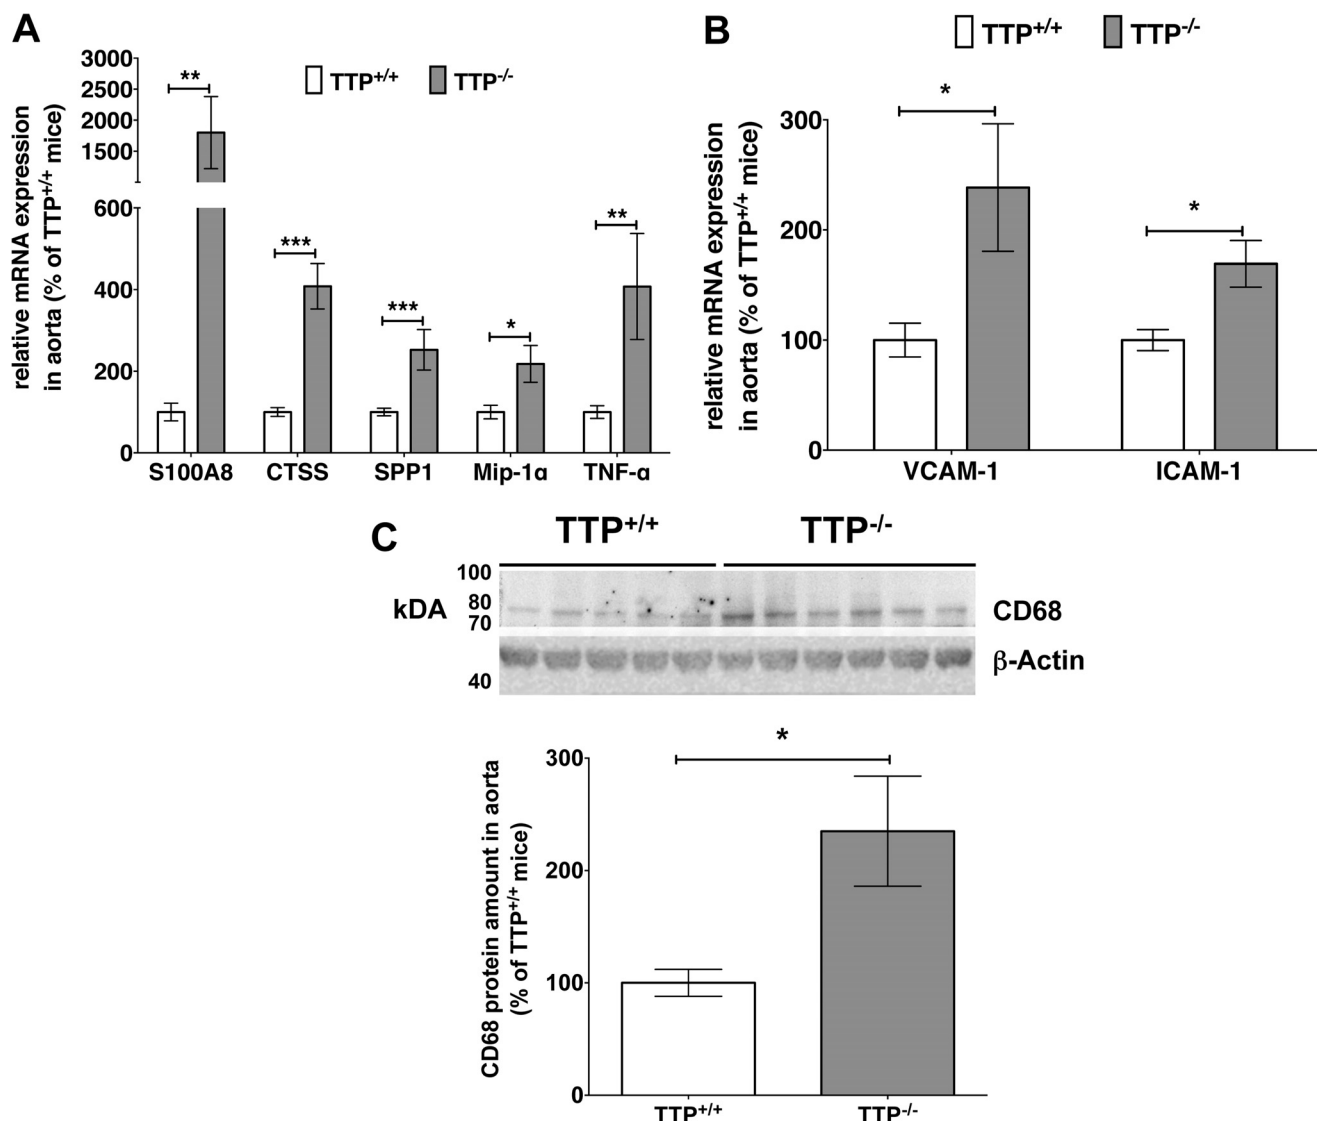 A
TTP+/+ TTP-/-
relative mRNA expression
in aorta (% of TTP+/+ mice)
3000
2500
2000
1500
600
400
200
0
** *** *** * **
S100A8 CTSS SPP1 Mip-1α TNF-α
B
TTP+/+ TTP-/-
relative mRNA expression
in aorta (% of TTP+/+ mice)
300
200
100
0
* *
VCAM-1 ICAM-1
C
TTP+/+ TTP-/-
kDA
100
80
70
40
CD68
β-Actin
CD68 protein amount in aorta
(% of TTP+/+ mice)
300
200
100
0
*
TTP+/+ TTP-/-